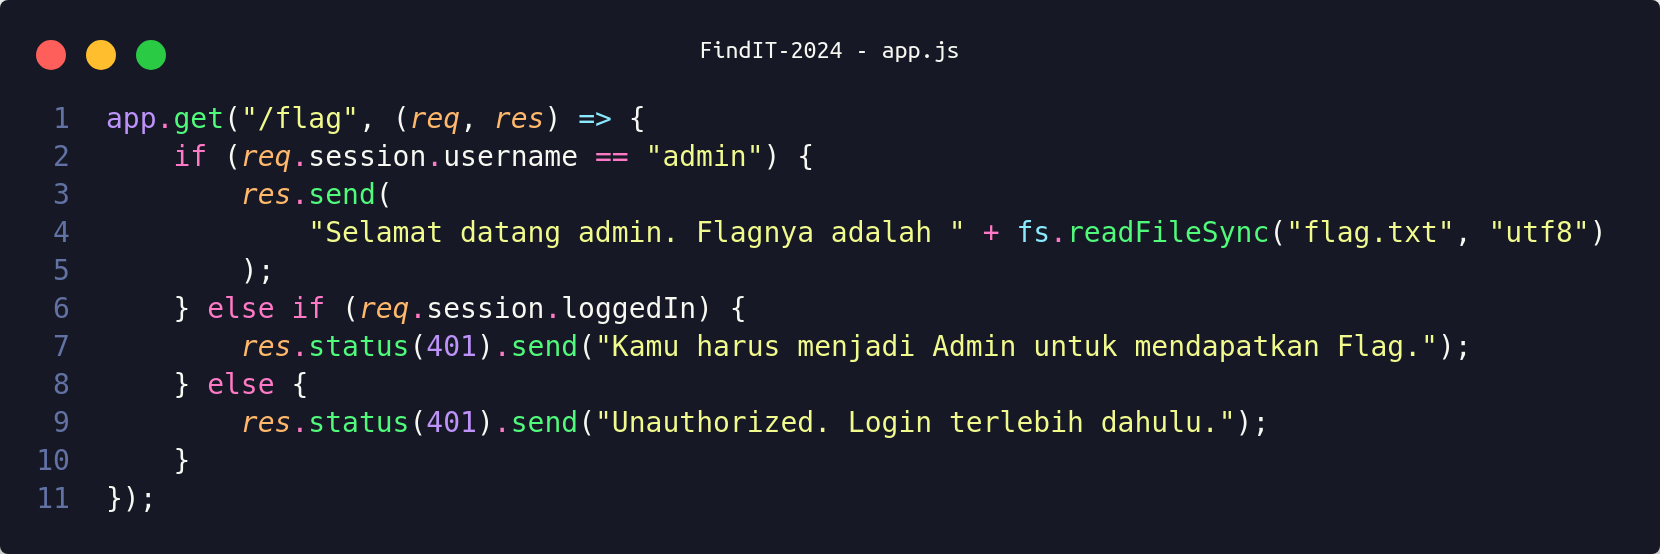 FindIT-2024 - app.js
1 app.get("/flag", (req, res) => {
2     if (req.session.username == "admin") {
3         res.send(
4             "Selamat datang admin. Flagnya adalah " + fs.readFileSync("flag.txt", "utf8")
5         );
6     } else if (req.session.loggedIn) {
7         res.status(401).send("Kamu harus menjadi Admin untuk mendapatkan Flag.");
8     } else {
9         res.status(401).send("Unauthorized. Login terlebih dahulu.");
10     }
11 });